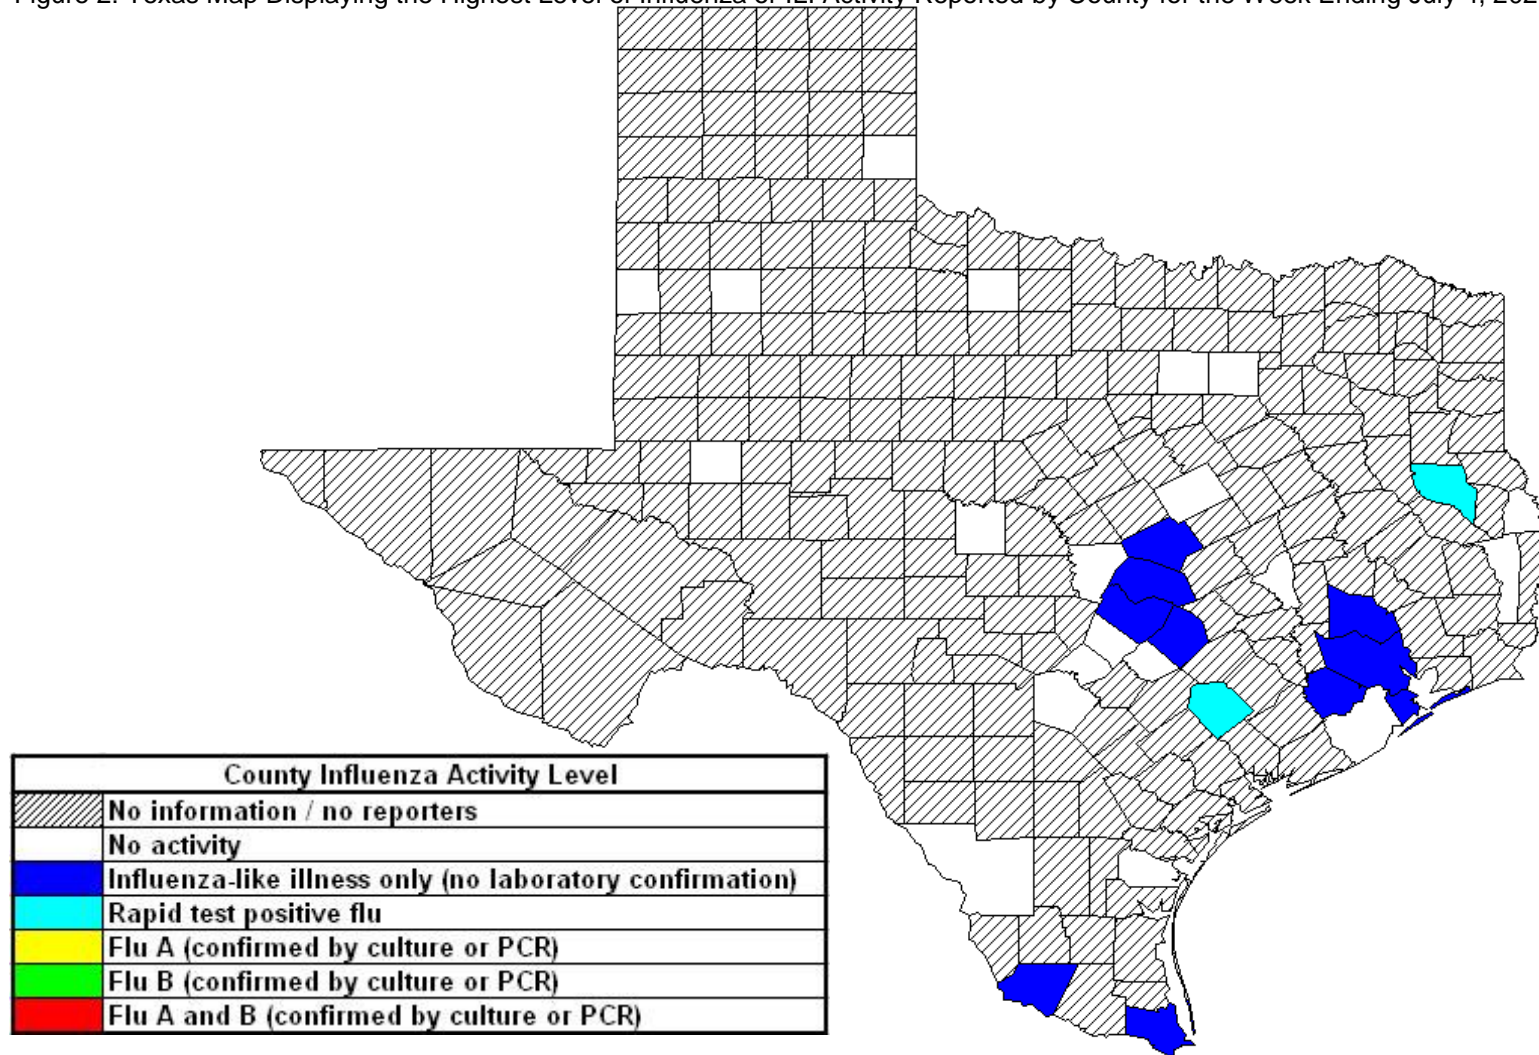 Figure 2. Texas Map Displaying the Highest Level of Influenza or ILI Activity Reported by County for the Week Ending July 4, 202
County Influenza Activity Level
No information / no reporters
No activity
Influenza-like illness only (no laboratory confirmation)
Rapid test positive flu
Flu A (confirmed by culture or PCR)
Flu B (confirmed by culture or PCR)
Flu A and B (confirmed by culture or PCR)